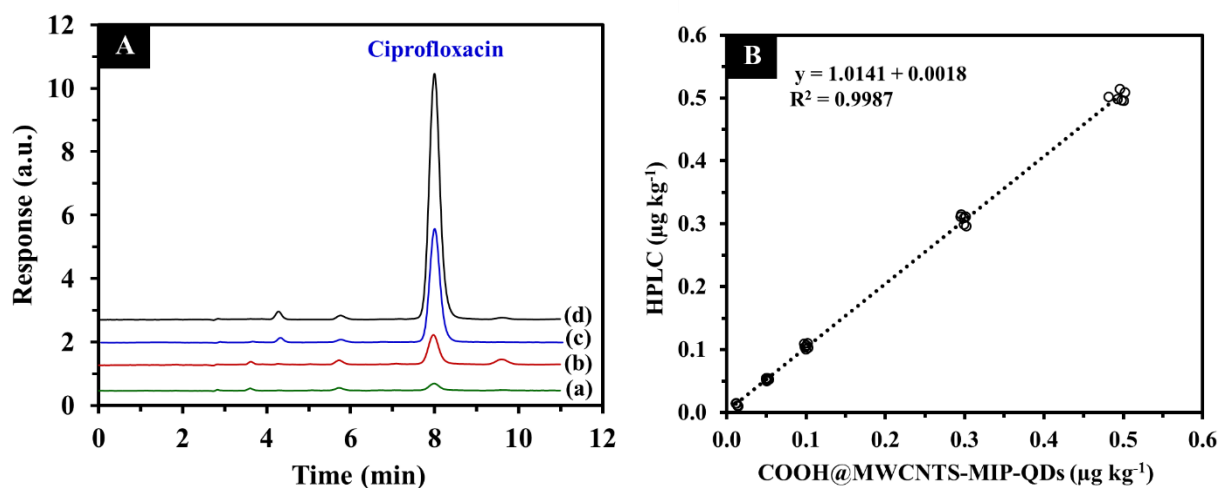 A
Ciprofloxacin
12
10
8
6
4
2
0
Response (a.u.)
(d)
(c)
(b)
(a)
0 2 4 6 8 10 12
Time (min)
B
y = 1.0141 + 0.0018
R² = 0.9987
0.6
0.5
0.4
0.3
0.2
0.1
0.0
HPLC (µg kg⁻¹)
0.0 0.1 0.2 0.3 0.4 0.5 0.6
COOH@MWCNTS-MIP-QDs (µg kg⁻¹)